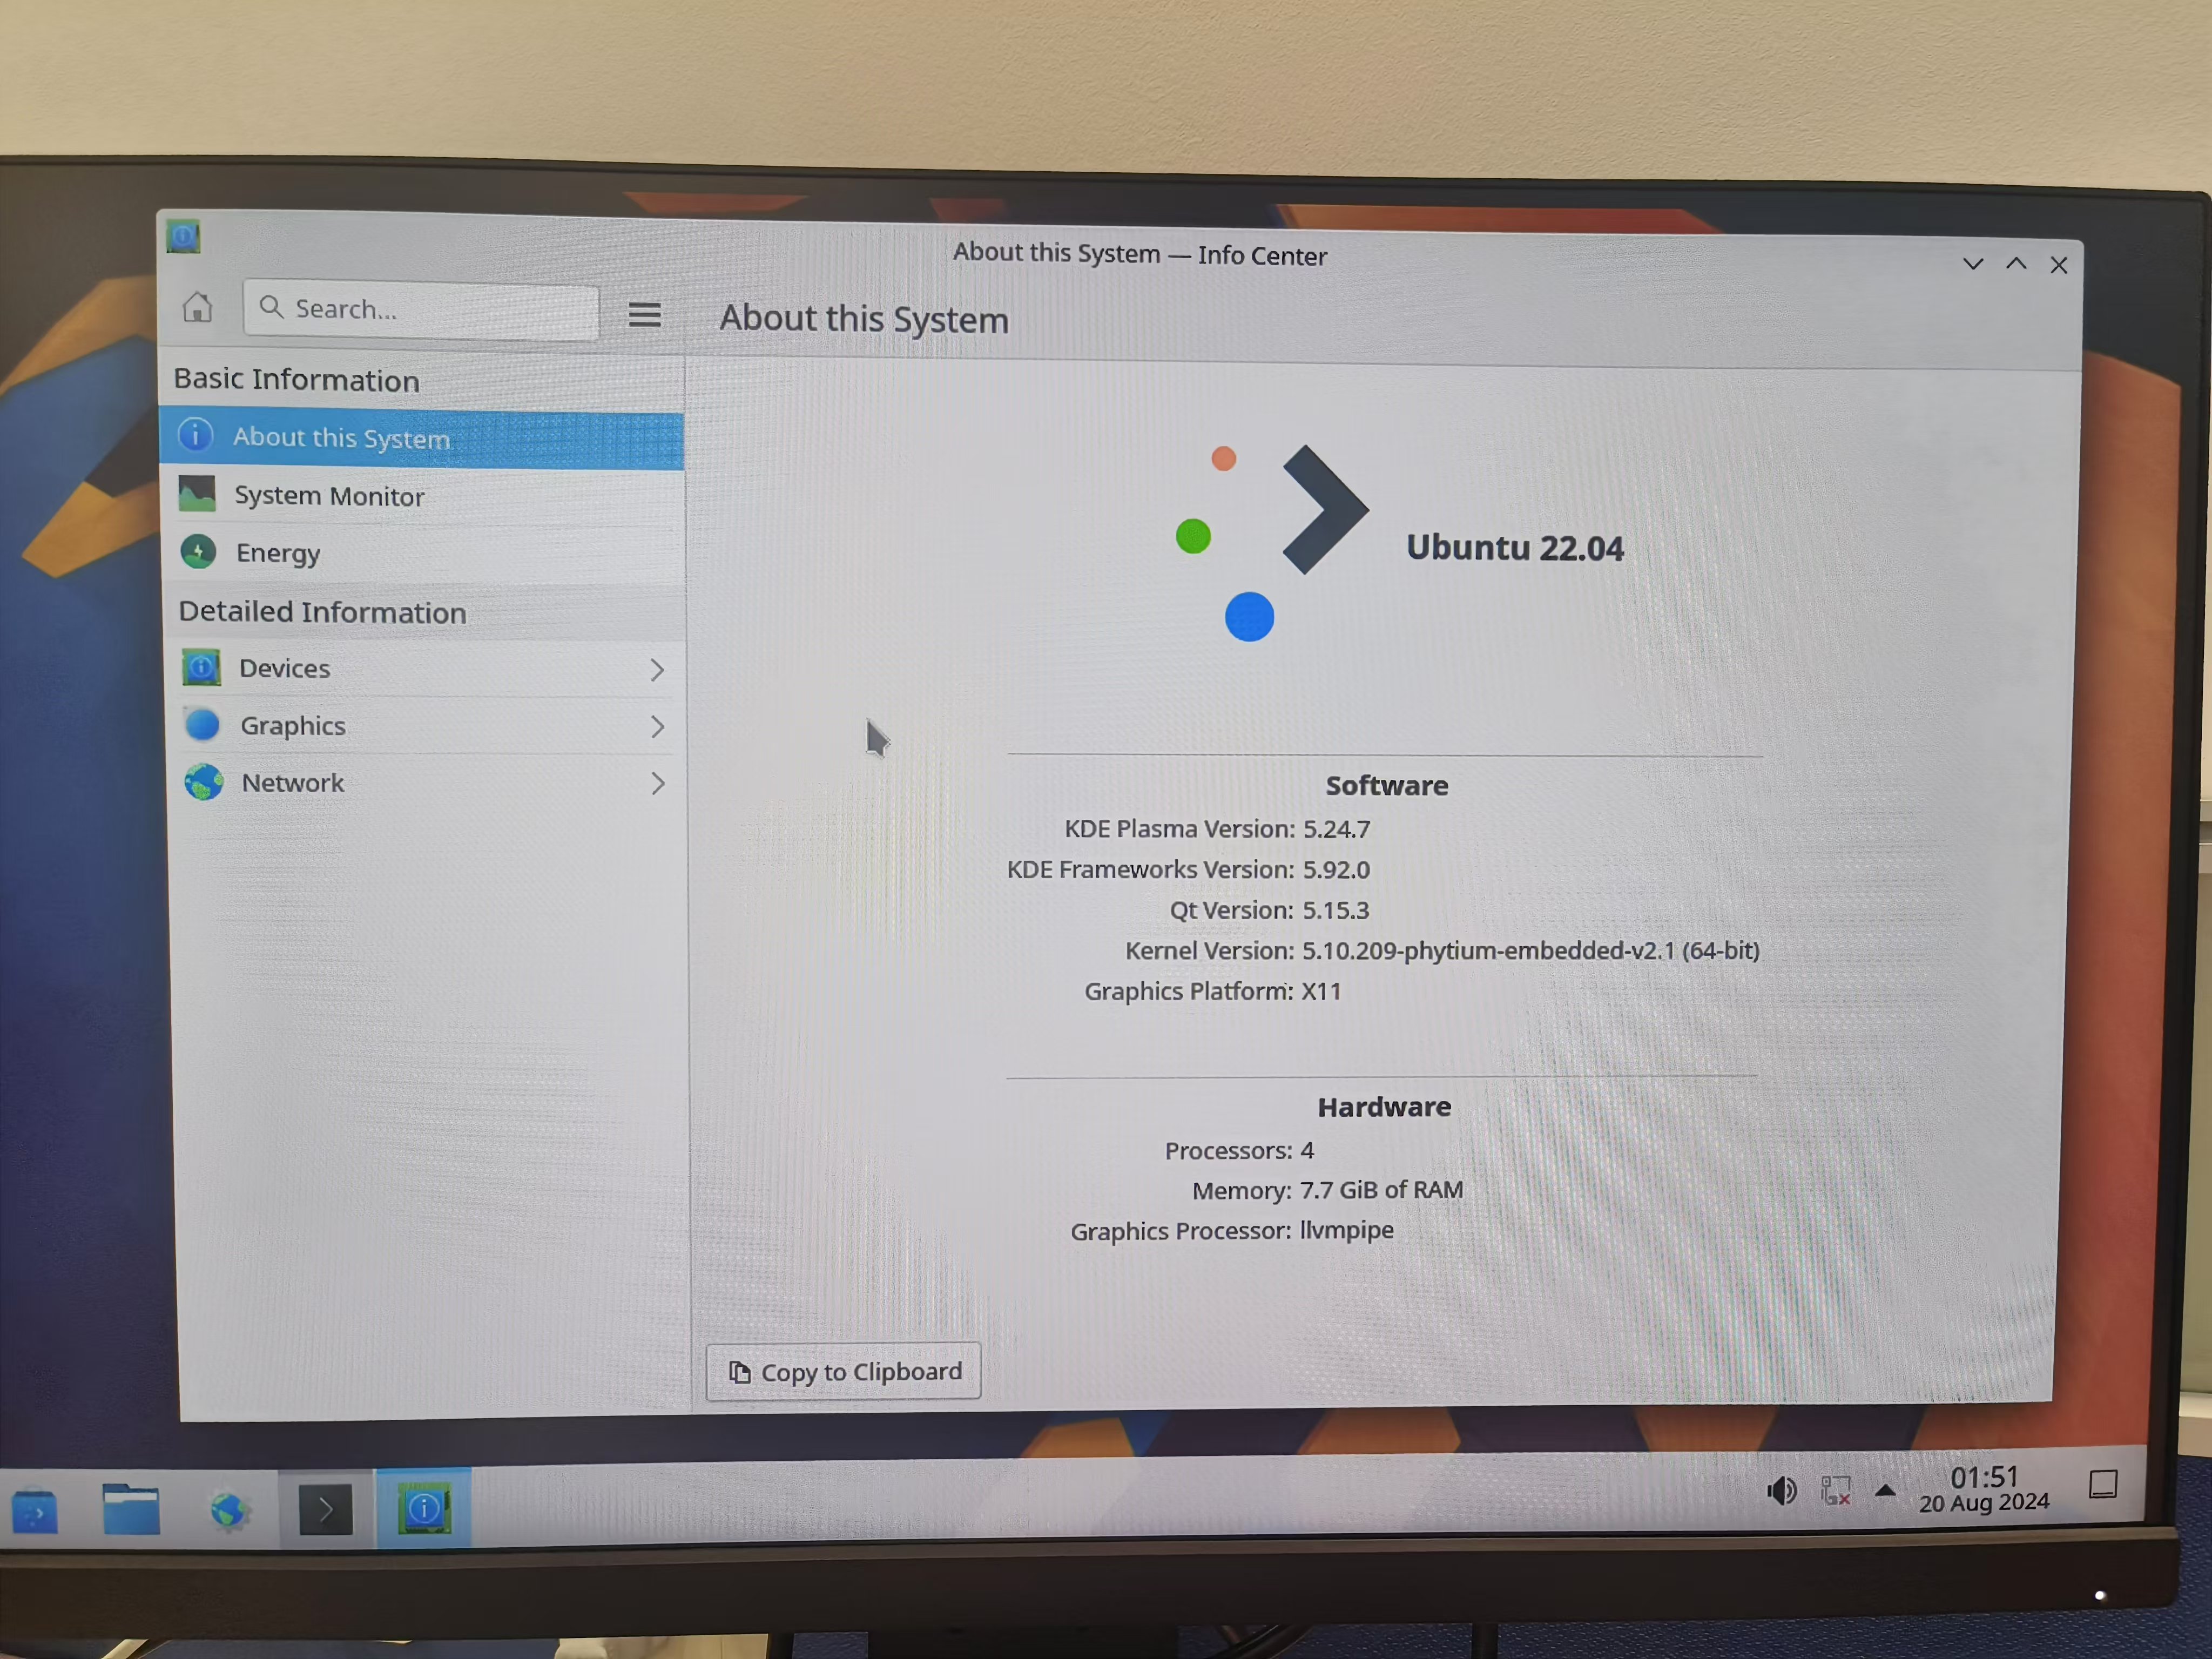 About this System — Info Center
Search...
About this System
Basic Information
About this System
System Monitor
Energy
Detailed Information
Devices
Graphics
Network
Ubuntu 22.04
Software
KDE Plasma Version: 5.24.7
KDE Frameworks Version: 5.92.0
Qt Version: 5.15.3
Kernel Version: 5.10.209-phytium-embedded-v2.1 (64-bit)
Graphics Platform: X11
Hardware
Processors: 4
Memory: 7.7 GiB of RAM
Graphics Processor: llvmpipe
Copy to Clipboard
01:51
20 Aug 2024